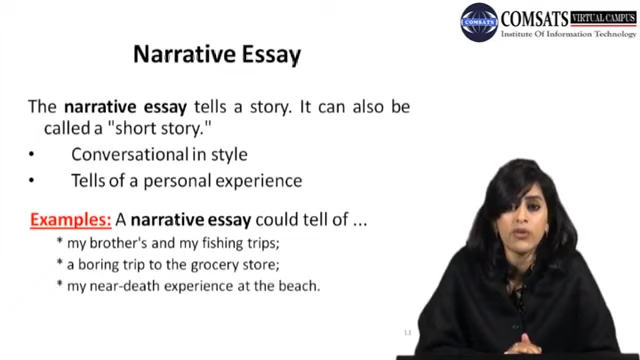 COMSATS VIRTUAL CAMPUS
Institute Of Information Technology
Narrative Essay
The narrative essay tells a story. It can also be
called a "short story."
• Conversational in style
• Tells of a personal experience
Examples: A narrative essay could tell of ...
* my brother's and my fishing trips;
* a boring trip to the grocery store;
* my near-death experience at the beach.